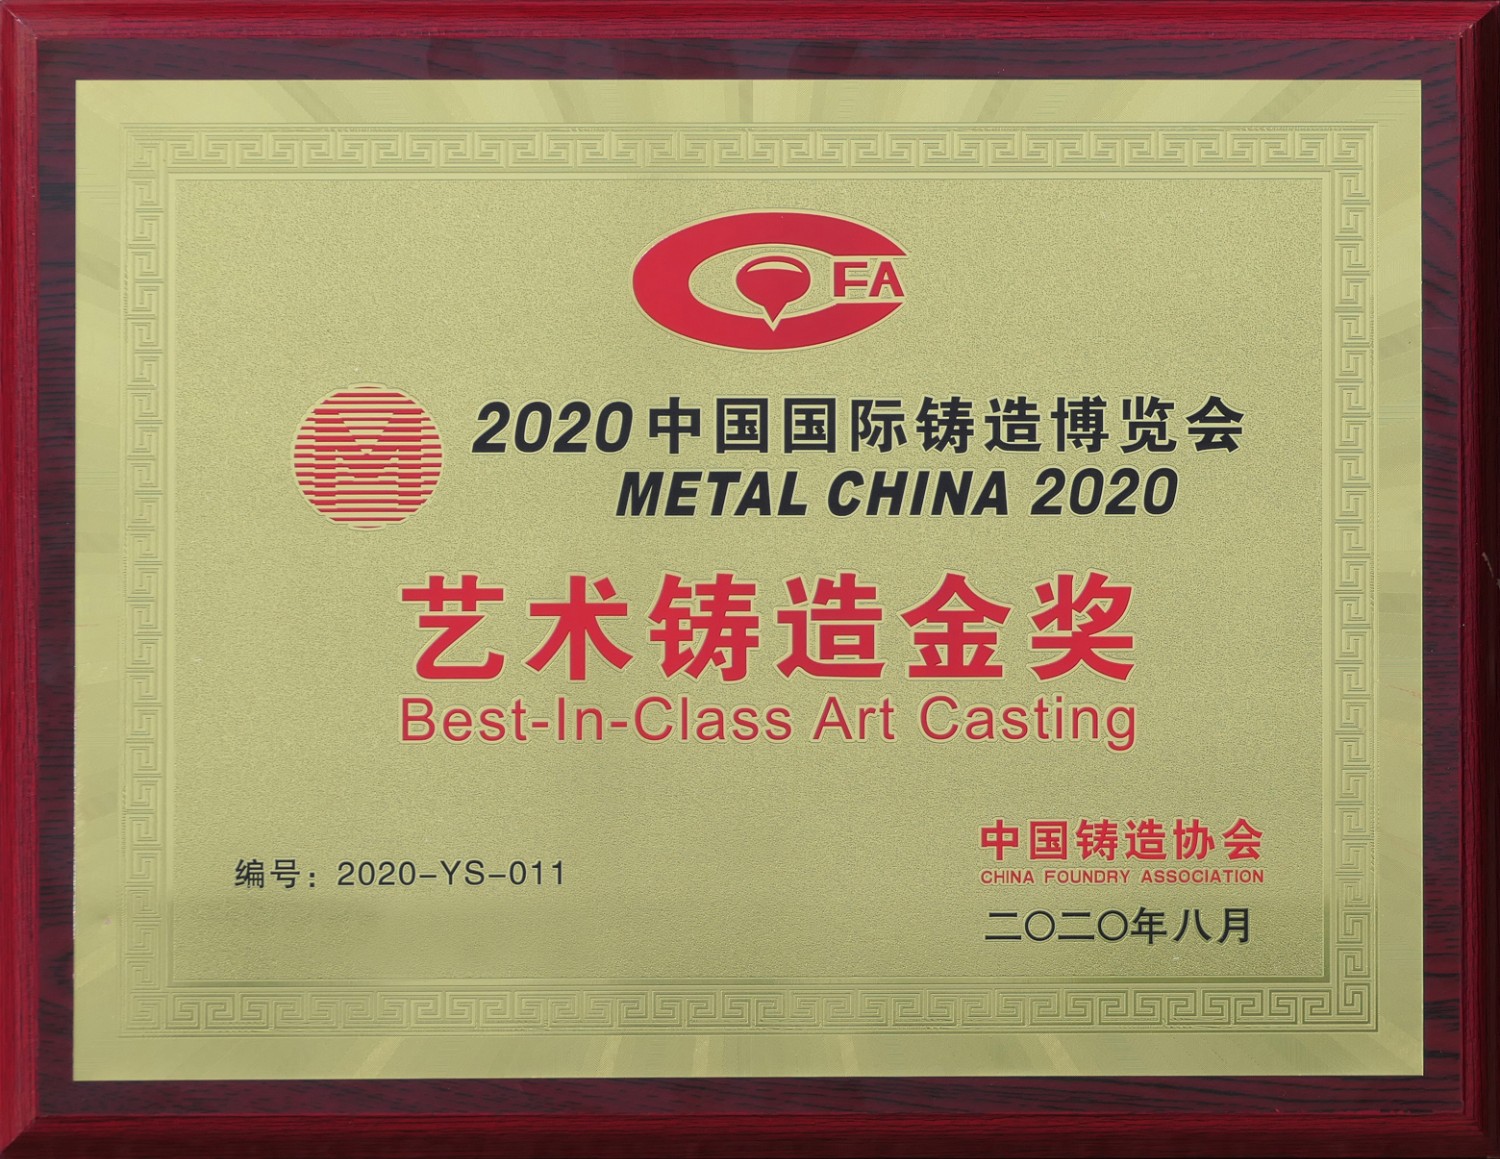 CFA
2020中国国际铸造博览会
METAL CHINA 2020
艺术铸造金奖
Best-In-Class Art Casting
编号：2020-YS-011
中国铸造协会
CHINA FOUNDRY ASSOCIATION
二〇二〇年八月